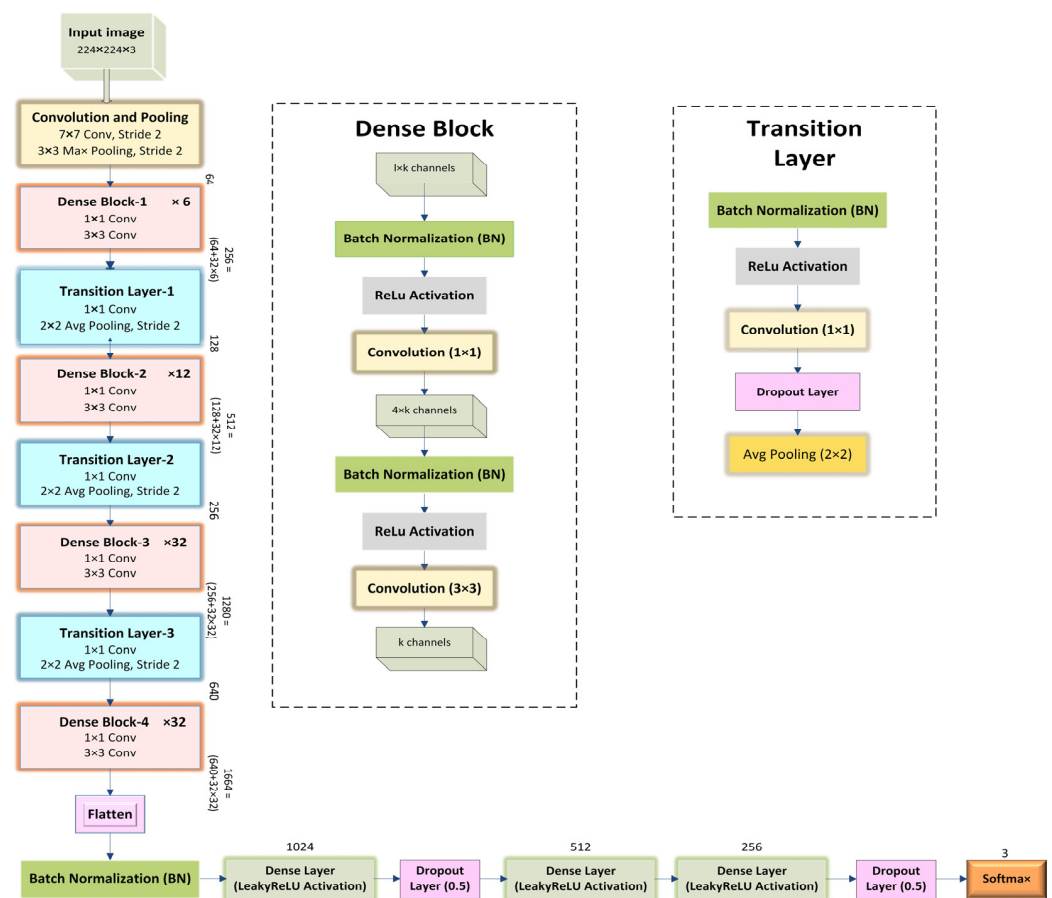 Input image
224×224×3
Convolution and Pooling
7×7 Conv, Stride 2
3×3 Max Pooling, Stride 2
64
Dense Block-1 × 6
1×1 Conv
3×3 Conv
256 =
(64+32×6)
Transition Layer-1
1×1 Conv
2×2 Avg Pooling, Stride 2
128
Dense Block-2 ×12
1×1 Conv
3×3 Conv
512 =
(128+32×12)
Transition Layer-2
1×1 Conv
2×2 Avg Pooling, Stride 2
256
Dense Block-3 ×32
1×1 Conv
3×3 Conv
1280 =
(256+32×32)
Transition Layer-3
1×1 Conv
2×2 Avg Pooling, Stride 2
640
Dense Block-4 ×32
1×1 Conv
3×3 Conv
1664 =
(640+32×32)
Flatten
Batch Normalization (BN)
1024
Dense Layer
(LeakyReLU Activation)
Dropout
Layer (0.5)
512
Dense Layer
(LeakyReLU Activation)
256
Dense Layer
(LeakyReLU Activation)
Dropout
Layer (0.5)
3
Softmax
Dense Block
l×k channels
Batch Normalization (BN)
ReLu Activation
Convolution (1×1)
4×k channels
Batch Normalization (BN)
ReLu Activation
Convolution (3×3)
k channels
Transition
Layer
Batch Normalization (BN)
ReLu Activation
Convolution (1×1)
Dropout Layer
Avg Pooling (2×2)